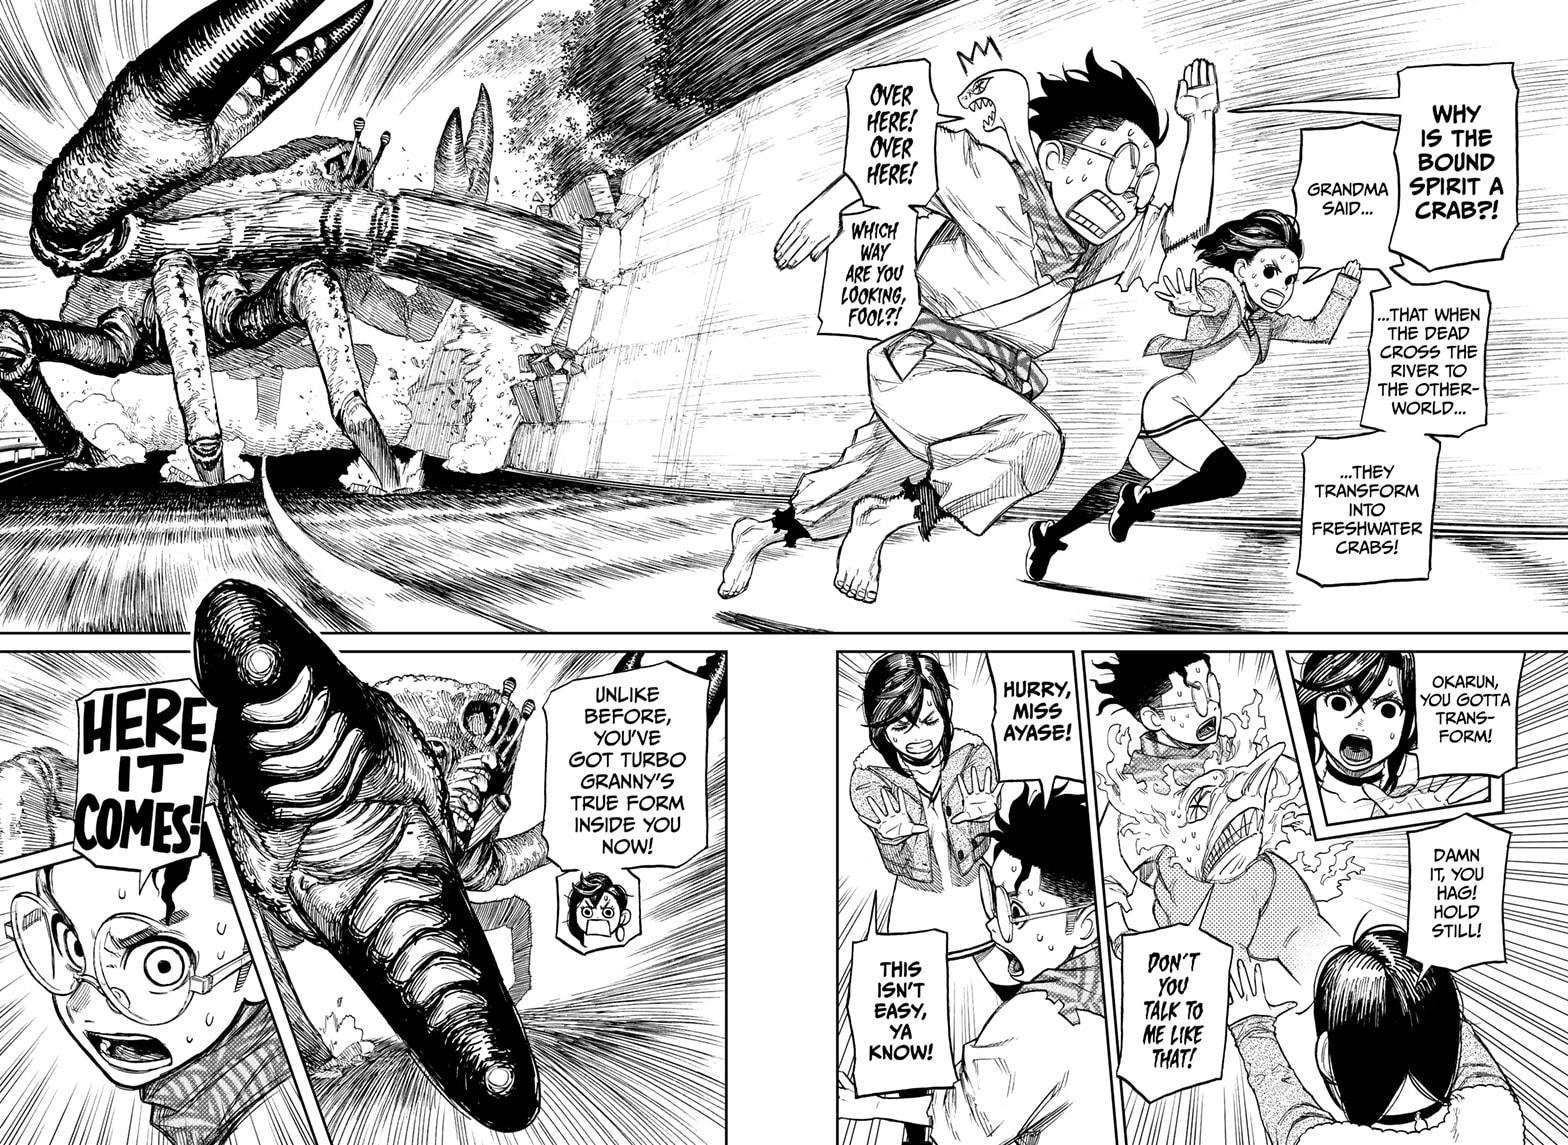 WHY
IS THE
BOUND
SPIRIT A
CRAB?!
GRANDMA
SAID...
...THAT WHEN
THE DEAD
CROSS THE
RIVER TO
THE OTHER-
WORLD...
...THEY
TRANSFORM
INTO
FRESHWATER
CRABS!
OVER
HERE!
OVER
HERE!
WHICH
WAY
ARE YOU
LOOKING,
FOOL?!
OKARUN,
YOU GOTTA
TRANS-
FORM!
DAMN
IT, YOU
HAG!
HOLD
STILL!
DON'T
YOU
TALK TO
ME LIKE
THAT!
HURRY,
MISS
AYASE!
THIS
ISN'T
EASY,
YA
KNOW!
UNLIKE
BEFORE,
YOU'VE
GOT TURBO
GRANNY'S
TRUE FORM
INSIDE YOU
NOW!
HERE
IT
COMES!